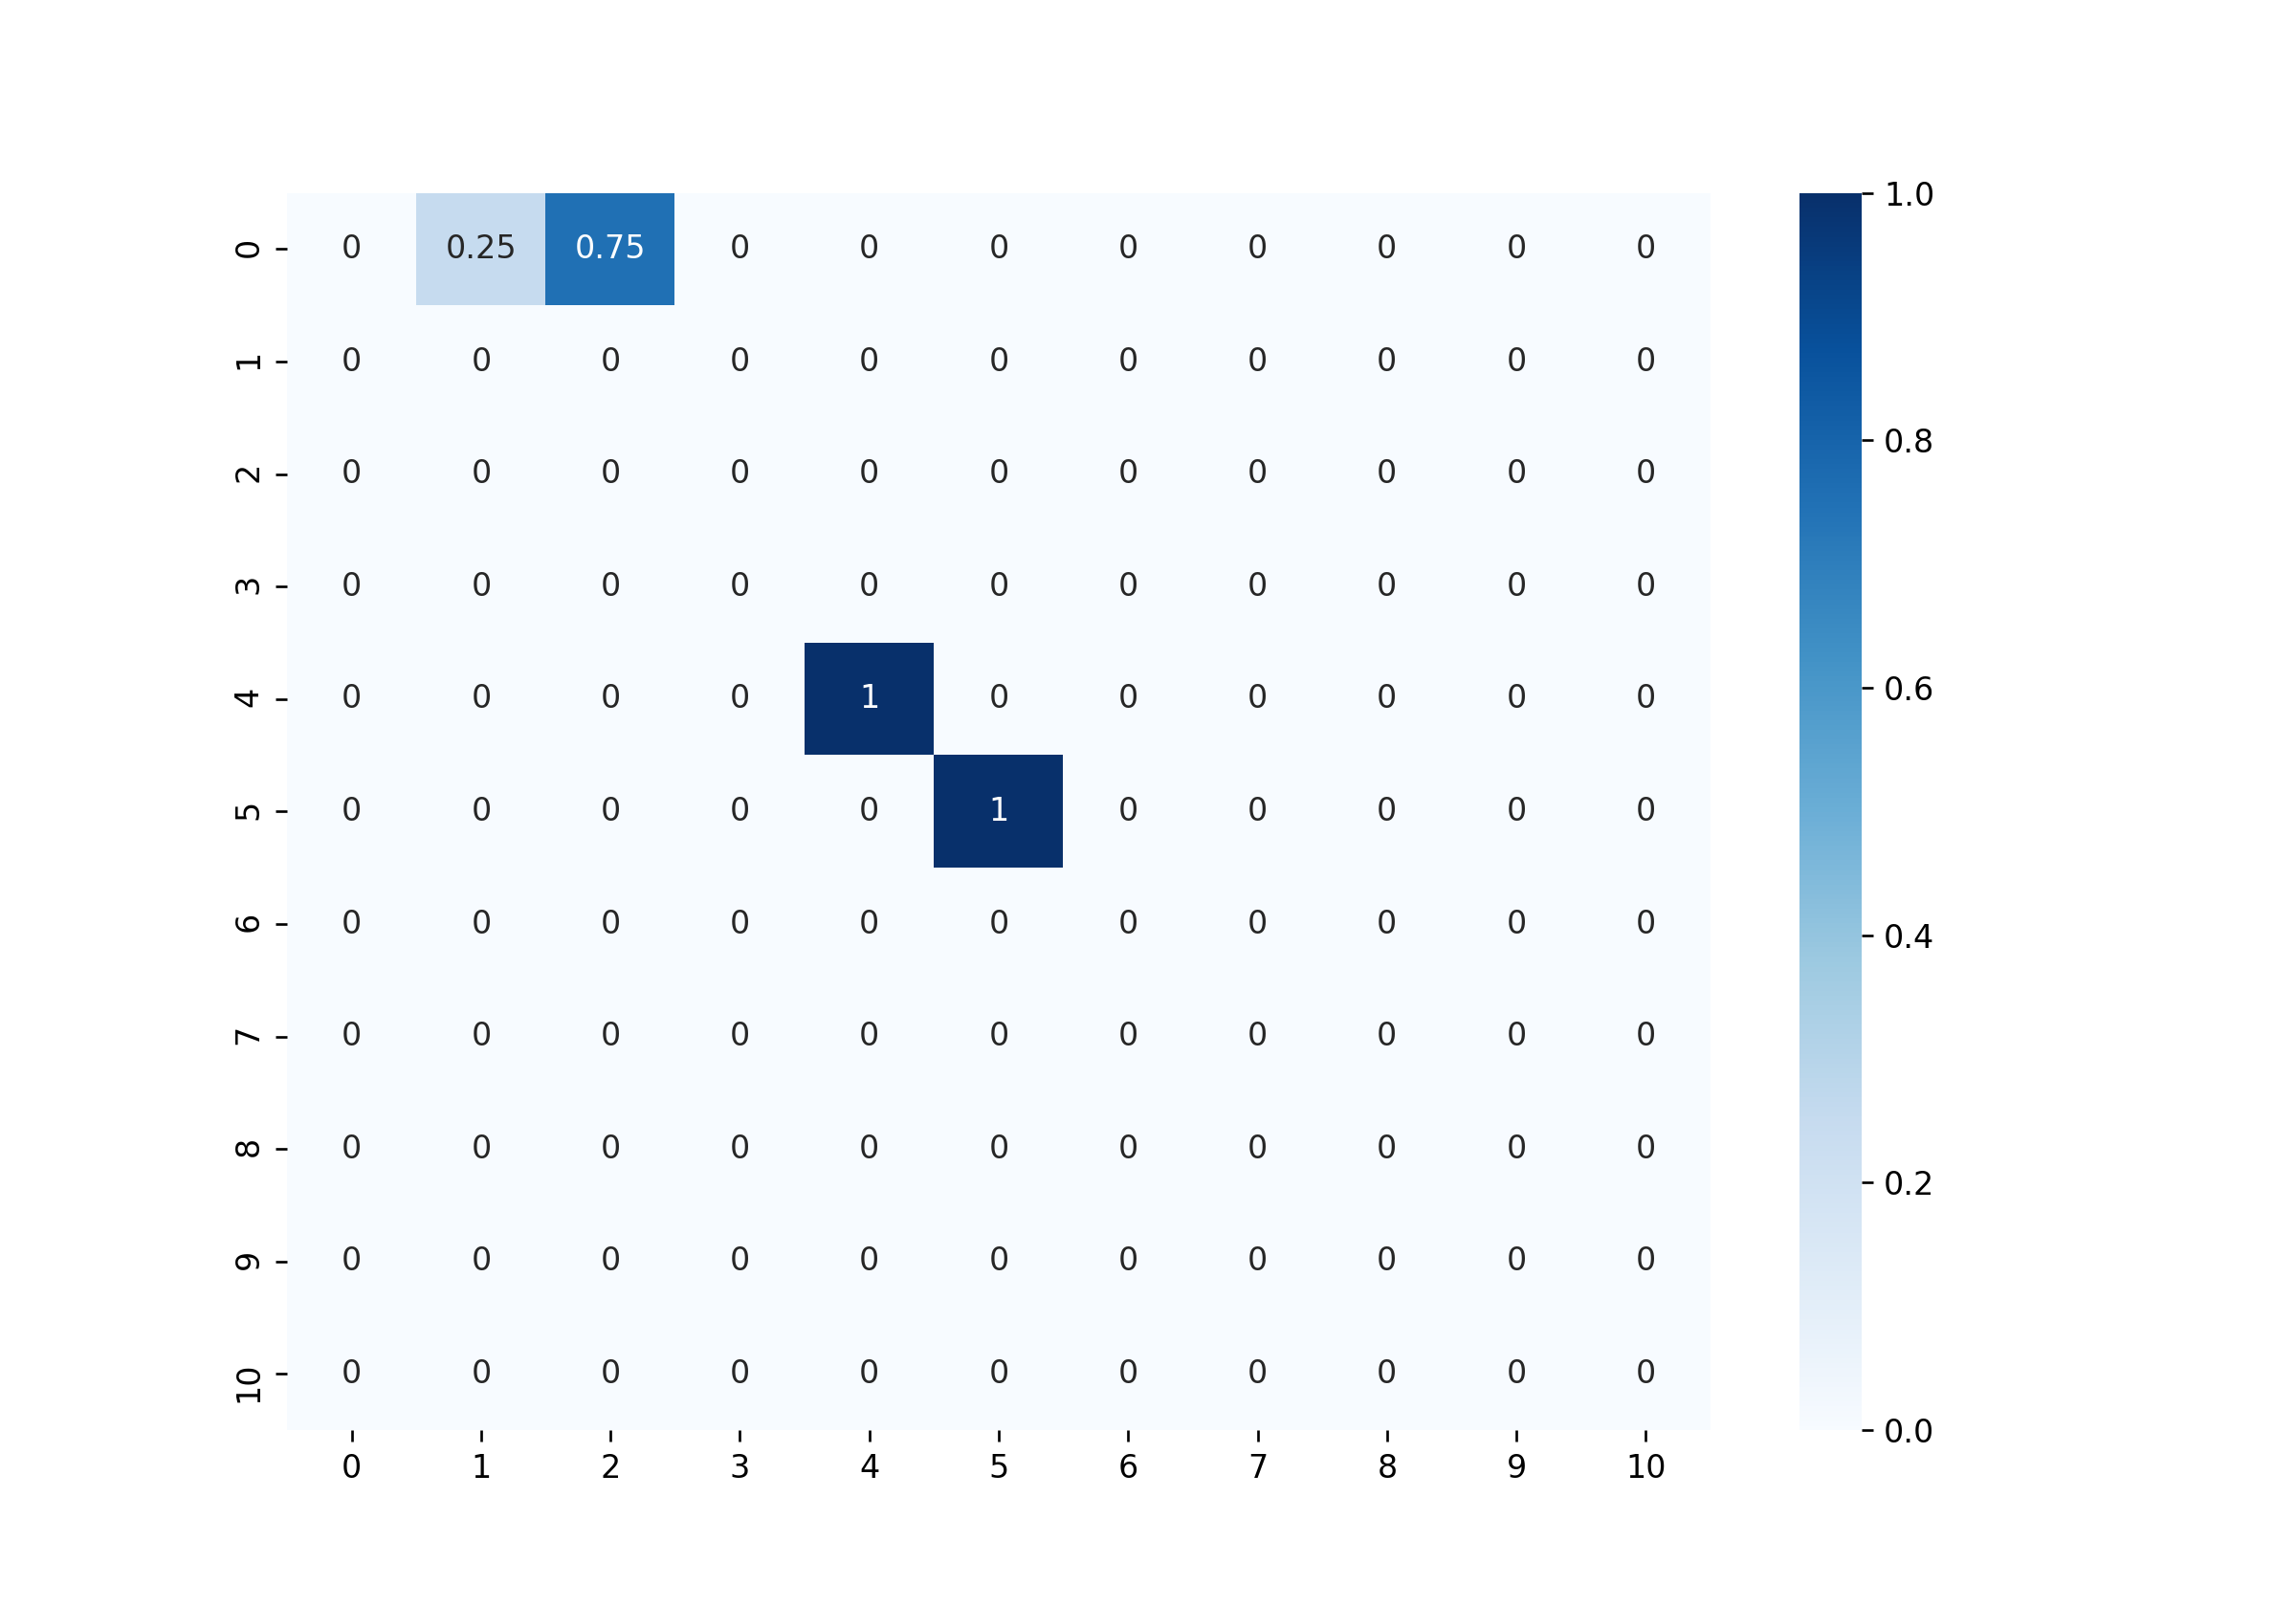 1.0
0 0 0.25 0.75 0 0 0 0 0 0 0 0
1 0 0 0 0 0 0 0 0 0 0 0
0.8
2 0 0 0 0 0 0 0 0 0 0 0
3 0 0 0 0 0 0 0 0 0 0 0
0.6
4 0 0 0 0 1 0 0 0 0 0 0
5 0 0 0 0 0 1 0 0 0 0 0
6 0 0 0 0 0 0 0 0 0 0 0
0.4
7 0 0 0 0 0 0 0 0 0 0 0
8 0 0 0 0 0 0 0 0 0 0 0
0.2
9 0 0 0 0 0 0 0 0 0 0 0
10 0 0 0 0 0 0 0 0 0 0 0
0.0
0 1 2 3 4 5 6 7 8 9 10